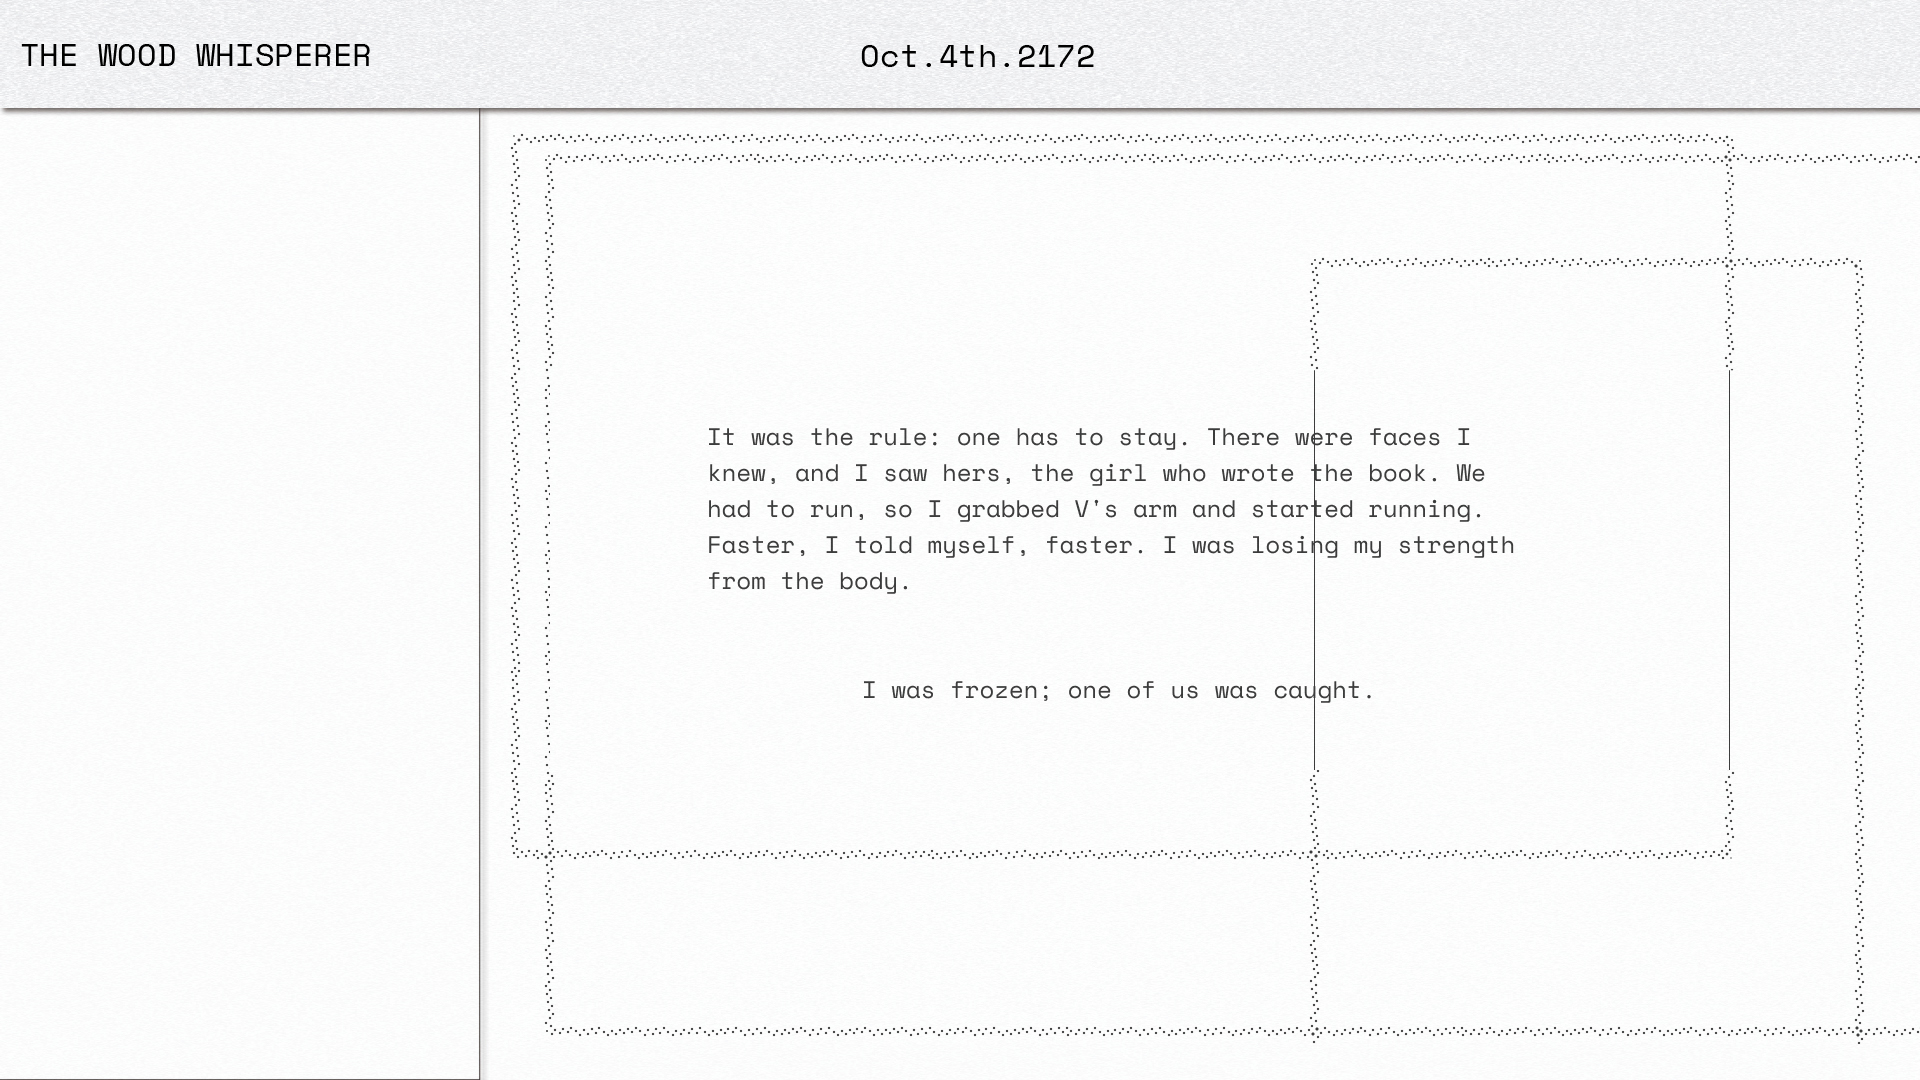 THE WOOD WHISPERER
Oct.4th.2172
It was the rule: one has to stay. There were faces I
knew, and I saw hers, the girl who wrote the book. We
had to run, so I grabbed V's arm and started running.
Faster, I told myself, faster. I was losing my strength
from the body.
I was frozen; one of us was caught.